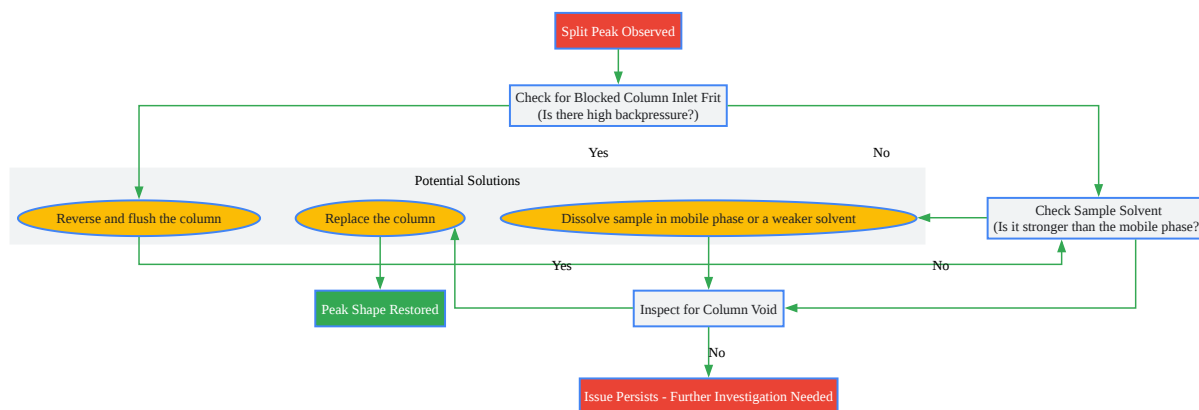 Split Peak Observed
Check for Blocked Column Inlet Frit
(Is there high backpressure?)
Yes
No
Potential Solutions
Reverse and flush the column
Replace the column
Dissolve sample in mobile phase or a weaker solvent
Check Sample Solvent
(Is it stronger than the mobile phase?
Yes
No
Peak Shape Restored
Inspect for Column Void
No
Issue Persists - Further Investigation Needed